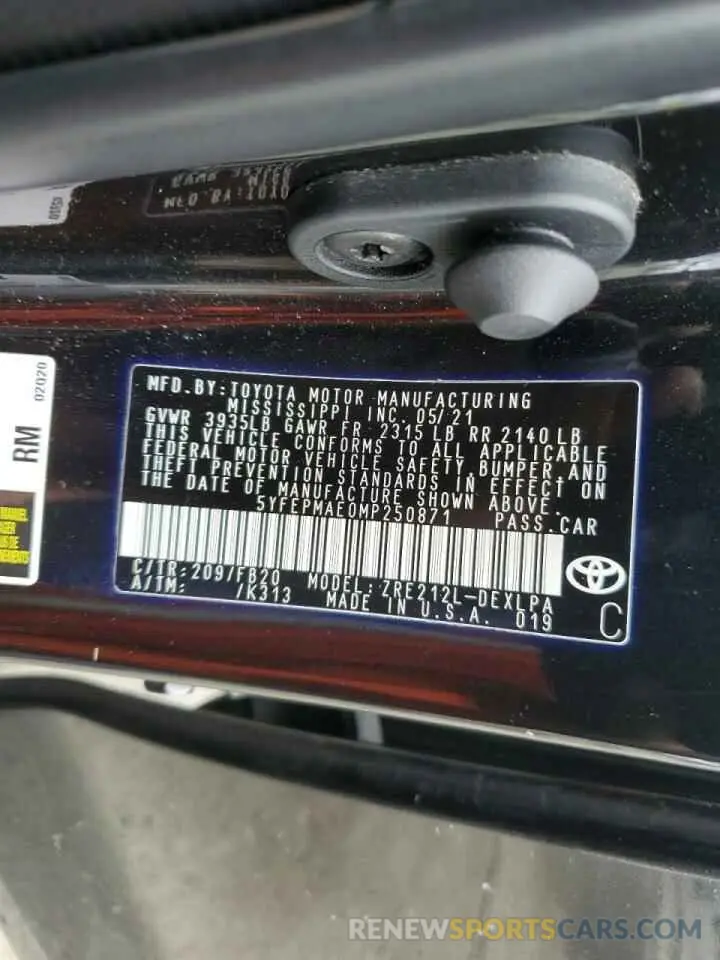 MFD. BY: TOYOTA MOTOR MANUFACTURING
MISSISSIPPI INC. 05/21
GVWR 3935LB GAWR FR. 2315 LB RR 2140 LB
THIS VEHICLE CONFORMS TO ALL APPLICABLE
FEDERAL MOTOR VEHICLE SAFETY, BUMPER, AND
THEFT PREVENTION STANDARDS IN EFFECT ON
THE DATE OF MANUFACTURE SHOWN ABOVE.
5YFEPMAE0MP250871 PASS. CAR
C/TR: 209/FB20 MODEL: ZRE212L-DEXLPA
A/TM: /K313 MADE IN U.S.A. 019
C
RM
02020
RENEWSPORTSCARS.COM